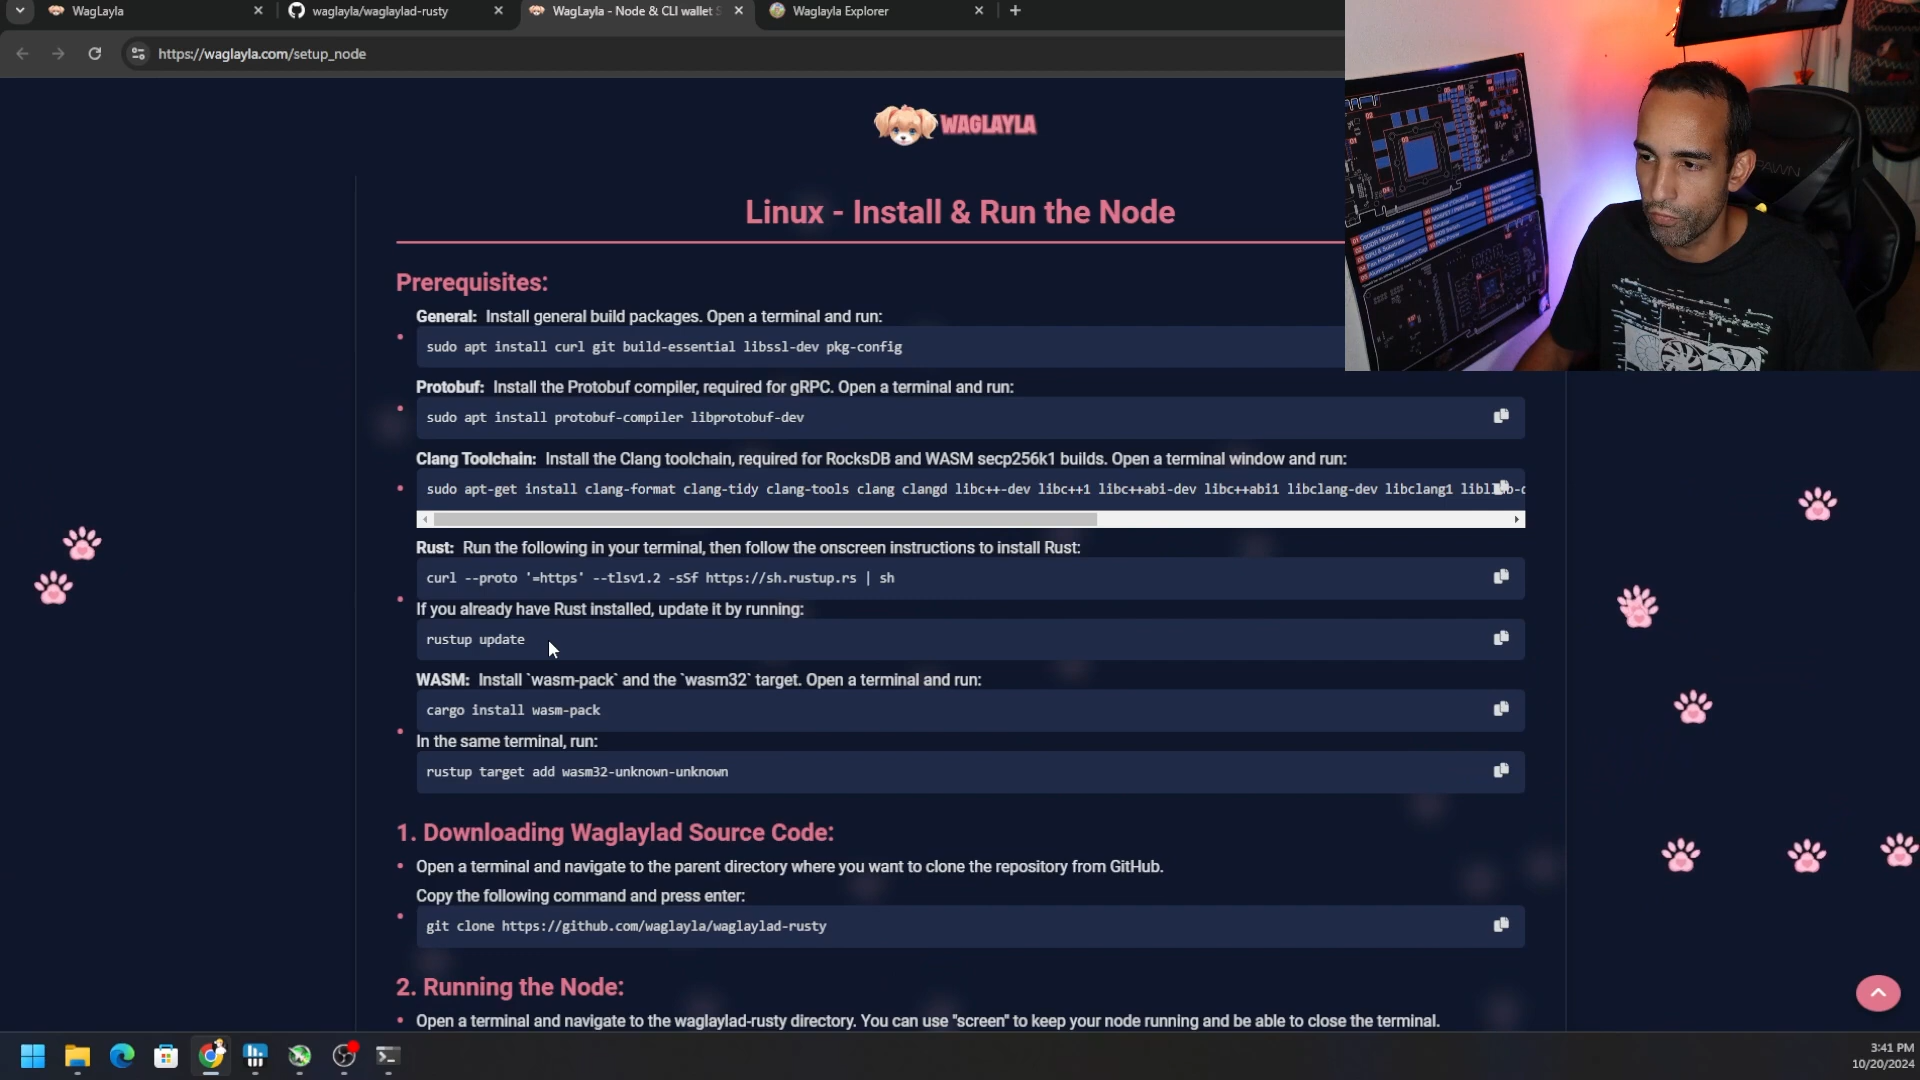 WagLayla
waglayla/waglaylad-rusty
WagLayla - Node & CLI wallet S
Waglayla Explorer
https://waglayla.com/setup_node
WAGLAYLA
Linux - Install & Run the Node
Prerequisites:
General: Install general build packages. Open a terminal and run:
sudo apt install curl git build-essential libssl-dev pkg-config
Protobuf: Install the Protobuf compiler, required for gRPC. Open a terminal and run:
sudo apt install protobuf-compiler libprotobuf-dev
Clang Toolchain: Install the Clang toolchain, required for RocksDB and WASM secp256k1 builds. Open a terminal window and run:
sudo apt-get install clang-format clang-tidy clang-tools clang clangd libc++-dev libc++1 libc++abi-dev libc++abi1 libclang-dev libclang1
Rust: Run the following in your terminal, then follow the onscreen instructions to install Rust:
curl --proto '=https' --tlsv1.2 -sSf https://sh.rustup.rs | sh
If you already have Rust installed, update it by running:
rustup update
WASM: Install `wasm-pack` and the `wasm32` target. Open a terminal and run:
cargo install wasm-pack
In the same terminal, run:
rustup target add wasm32-unknown-unknown
1. Downloading Waglaylad Source Code:
Open a terminal and navigate to the parent directory where you want to clone the repository from GitHub.
Copy the following command and press enter:
git clone https://github.com/waglayla/waglaylad-rusty
2. Running the Node:
Open a terminal and navigate to the waglaylad-rusty directory. You can use "screen" to keep your node running and be able to close the terminal.
3:41 PM
10/20/2024